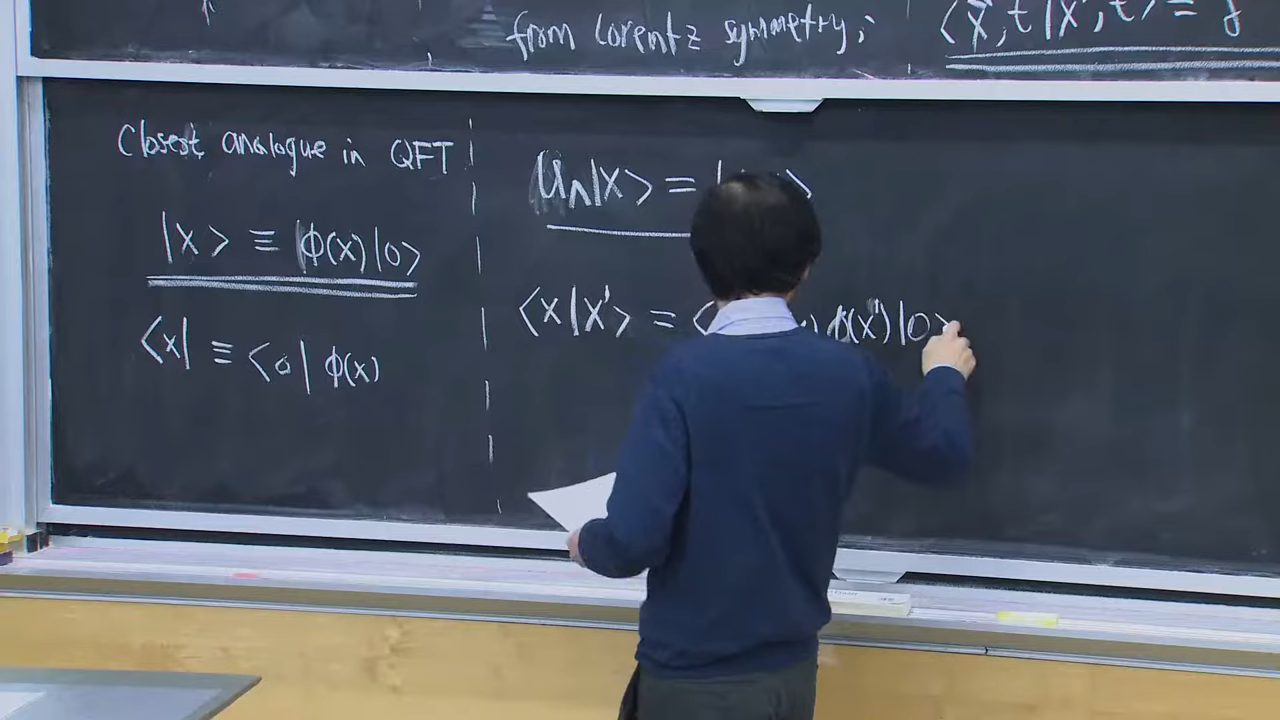 from Lorentz symmetry;
⟨x⃗, t | x⃗', t⟩ =
Closest analogue in QFT
|x⟩ ≡ φ(x)|0⟩
⟨x| ≡ ⟨0| φ(x)
U_Λ|x⟩ = | ⟩
⟨x|x'⟩ = ⟨ ) φ(x')|0⟩